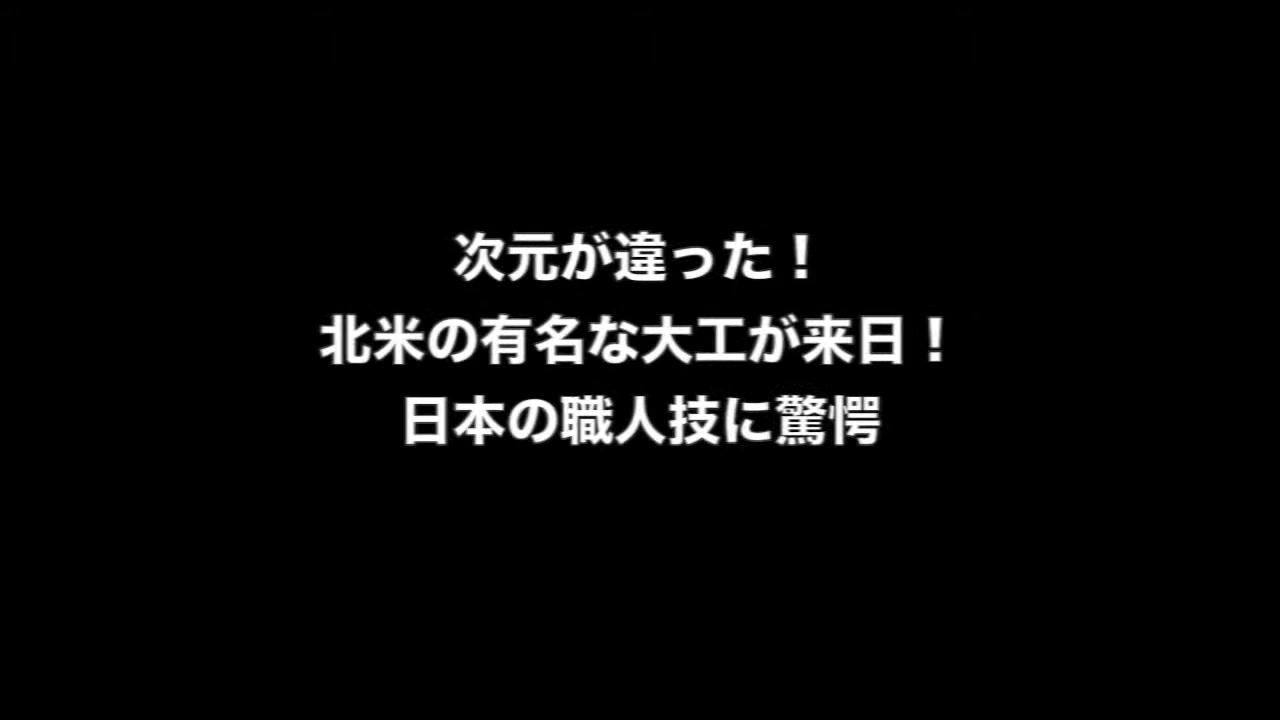 次元が違った！
北米の有名な大工が来日！
日本の職人技に驚愕